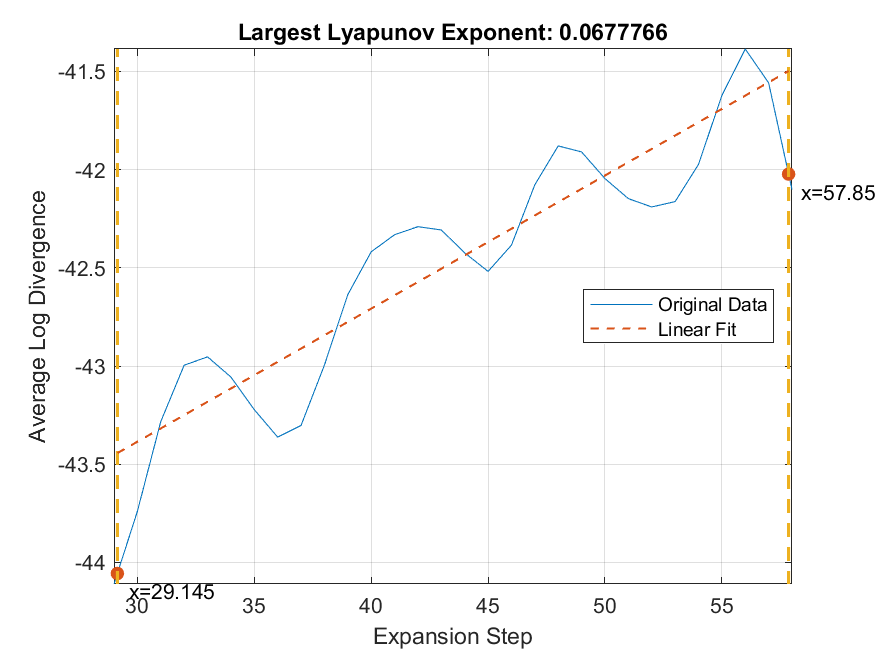 Largest Lyapunov Exponent: 0.0677766
-41.5
-42
-42.5
-43
-43.5
-44
Average Log Divergence
x=57.85
Original Data
Linear Fit
x=29.145
30 35 40 45 50 55
Expansion Step